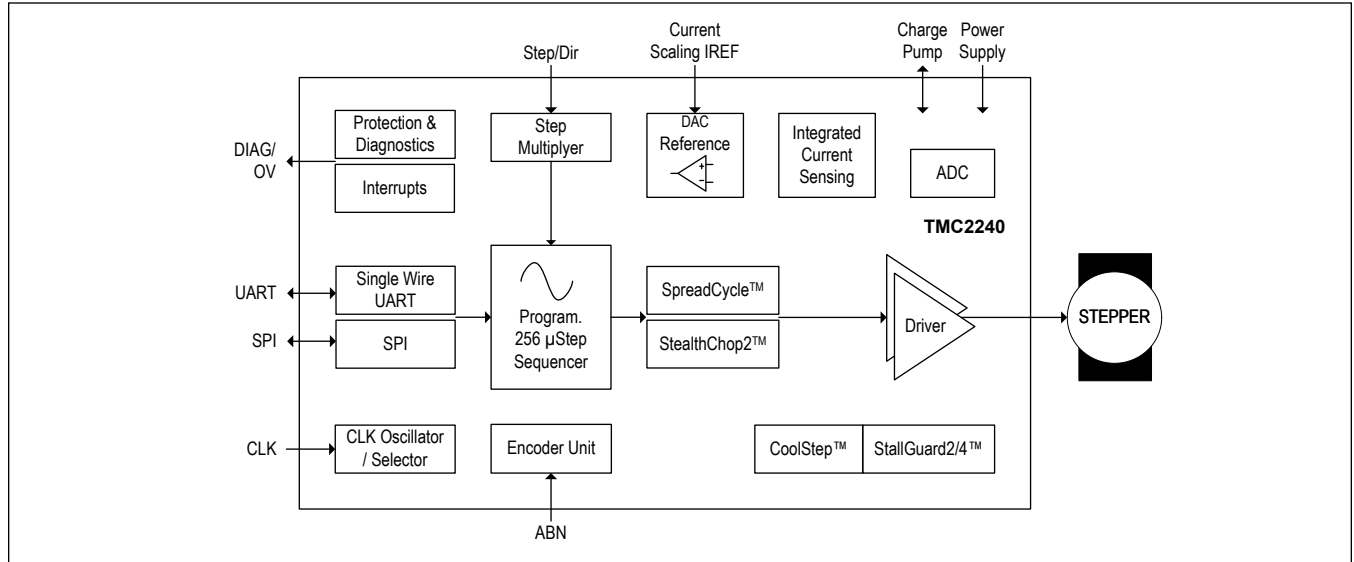 Step/Dir
Current
Scaling IREF
Charge
Pump
Power
Supply
Protection &
Diagnostics
Interrupts
DIAG/
OV
Step
Multiplyer
DAC
Reference
+
−
Integrated
Current
Sensing
ADC
TMC2240
UART
SPI
Single Wire
UART
SPI
Program.
256 µStep
Sequencer
SpreadCycle™
StealthChop2™
Driver
STEPPER
CLK
CLK Oscillator
/ Selector
Encoder Unit
CoolStep™
StallGuard2/4™
ABN